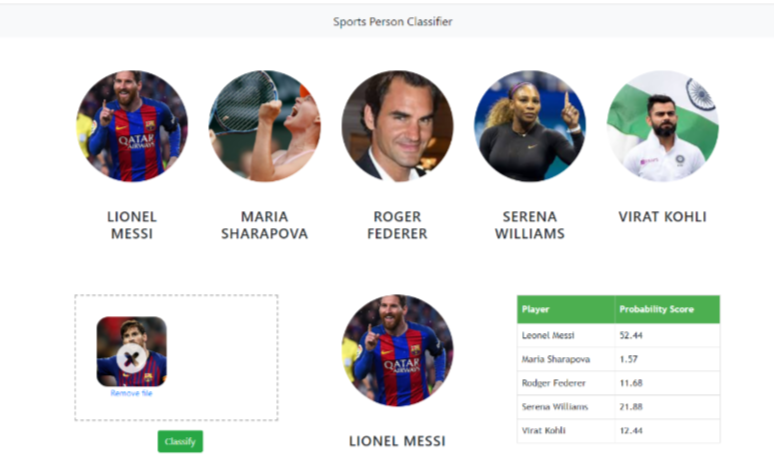 Sports Person Classifier
QATAR
AIRWAYS
LIONEL
MESSI
MARIA
SHARAPOVA
ROGER
FEDERER
SERENA
WILLIAMS
VIRAT KOHLI
Remove file
Classify
QATAR
AIRWAYS
LIONEL MESSI
Player Probability Score
Leonel Messi 52.44
Maria Sharapova 1.57
Rodger Federer 11.68
Serena Williams 21.88
Virat Kohli 12.44